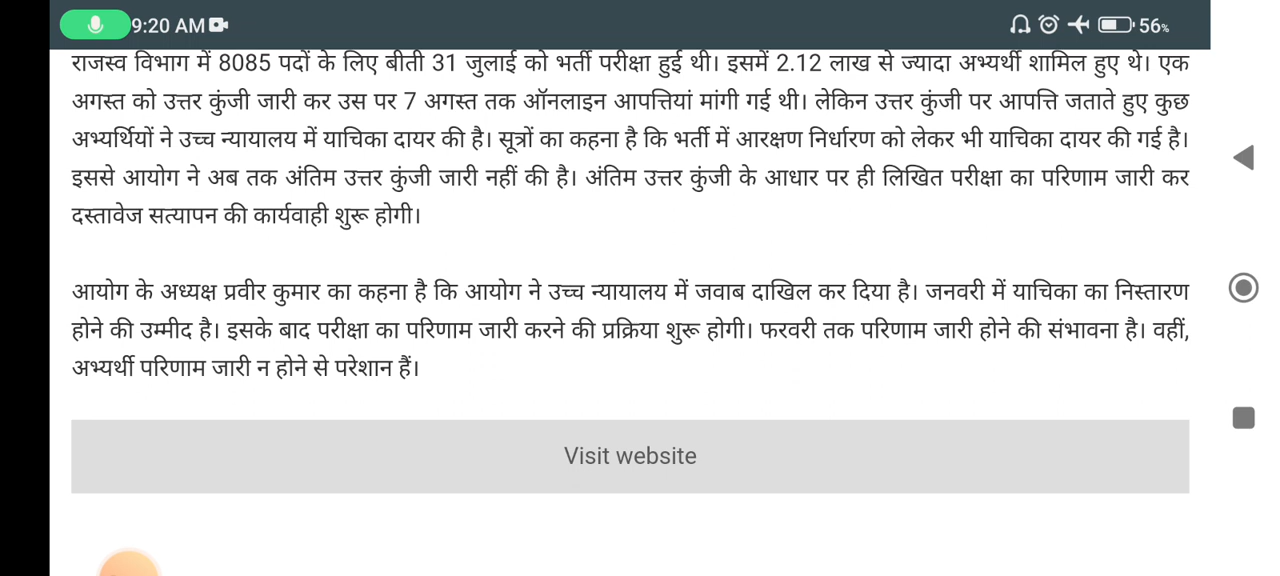 9:20 AM 56%
राजस्व विभाग में 8085 पदों के लिए बीती 31 जुलाई को भर्ती परीक्षा हुई थी। इसमें 2.12 लाख से ज्यादा अभ्यर्थी शामिल हुए थे। एक
अगस्त को उत्तर कुंजी जारी कर उस पर 7 अगस्त तक ऑनलाइन आपत्तियां मांगी गई थी। लेकिन उत्तर कुंजी पर आपत्ति जताते हुए कुछ
अभ्यर्थियों ने उच्च न्यायालय में याचिका दायर की है। सूत्रों का कहना है कि भर्ती में आरक्षण निर्धारण को लेकर भी याचिका दायर की गई है।
इससे आयोग ने अब तक अंतिम उत्तर कुंजी जारी नहीं की है। अंतिम उत्तर कुंजी के आधार पर ही लिखित परीक्षा का परिणाम जारी कर
दस्तावेज सत्यापन की कार्यवाही शुरू होगी।
आयोग के अध्यक्ष प्रवीर कुमार का कहना है कि आयोग ने उच्च न्यायालय में जवाब दाखिल कर दिया है। जनवरी में याचिका का निस्तारण
होने की उम्मीद है। इसके बाद परीक्षा का परिणाम जारी करने की प्रक्रिया शुरू होगी। फरवरी तक परिणाम जारी होने की संभावना है। वहीं,
अभ्यर्थी परिणाम जारी न होने से परेशान हैं।
Visit website